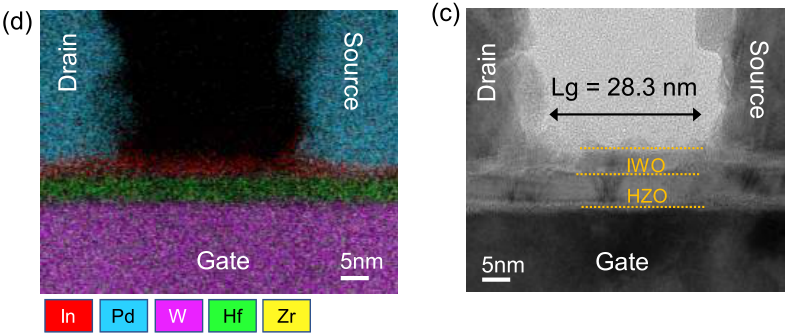 (d)
Drain
Source
Gate
5nm
In
Pd
W
Hf
Zr
(c)
Drain
Source
Lg = 28.3 nm
IWO
HZO
Gate
5nm